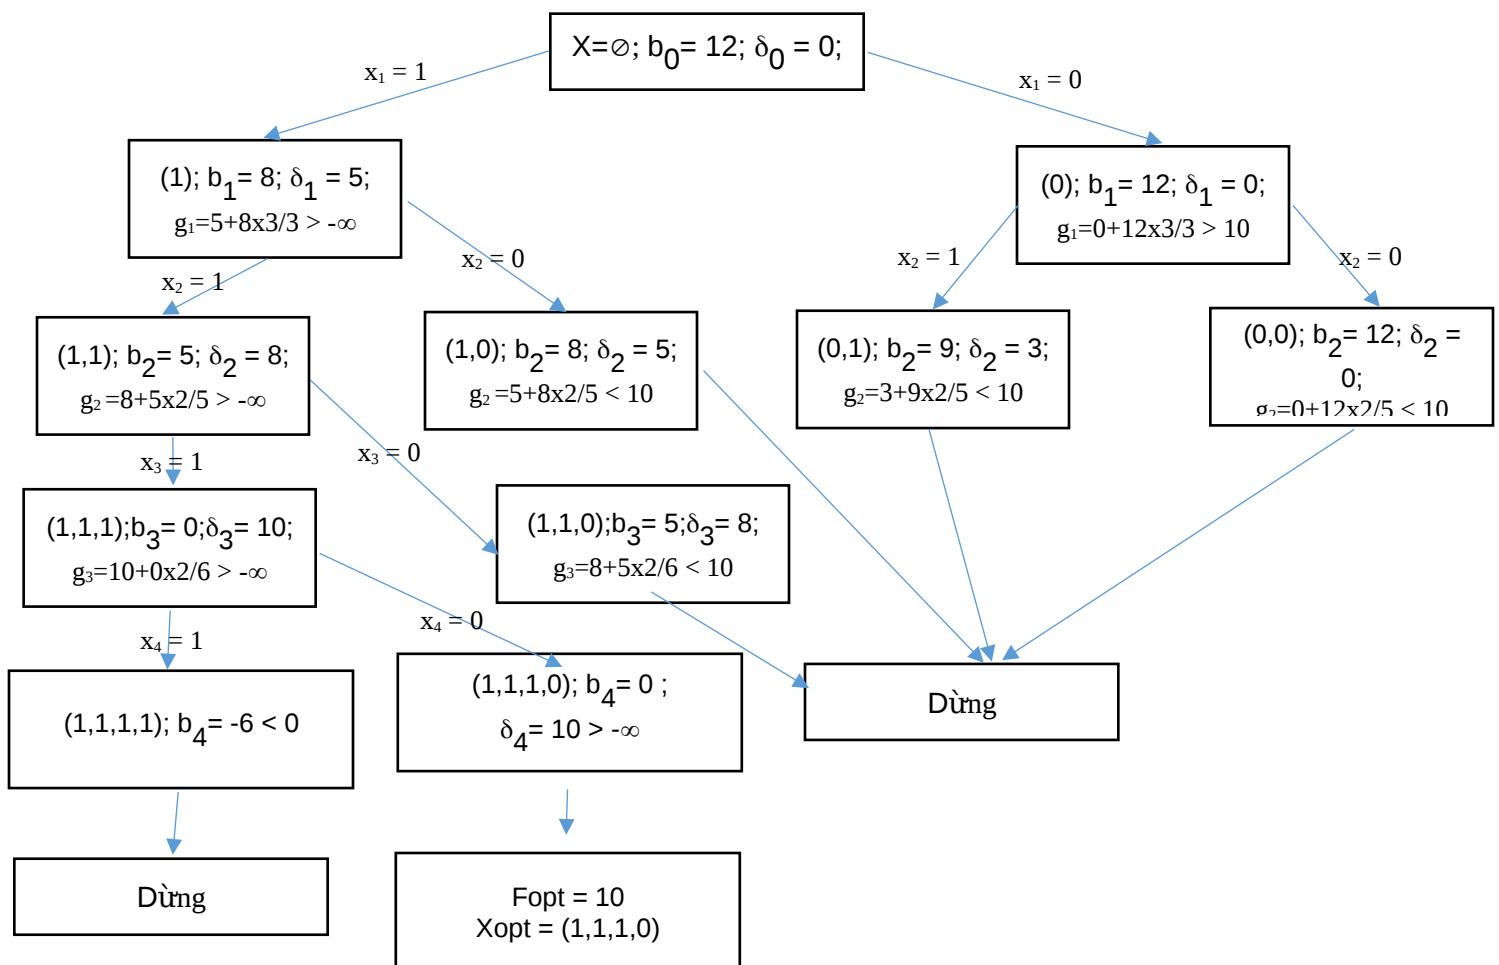 X=∅; b₀= 12; δ₀ = 0;
x₁ = 1
x₁ = 0
(1); b₁= 8; δ₁ = 5;
g₁=5+8x3/3 > -∞
(0); b₁= 12; δ₁ = 0;
g₁=0+12x3/3 > 10
x₂ = 1
x₂ = 0
x₂ = 1
x₂ = 0
(1,1); b₂= 5; δ₂ = 8;
g₂ =8+5x2/5 > -∞
(1,0); b₂= 8; δ₂ = 5;
g₂ =5+8x2/5 < 10
(0,1); b₂= 9; δ₂ = 3;
g₂=3+9x2/5 < 10
(0,0); b₂= 12; δ₂ =
0;
g₂=0+12x2/5 < 10
x₃ = 1
x₃ = 0
(1,1,1);b₃= 0;δ₃= 10;
g₃=10+0x2/6 > -∞
(1,1,0);b₃= 5;δ₃= 8;
g₃=8+5x2/6 < 10
x₄ = 1
x₄ = 0
(1,1,1,1); b₄= -6 < 0
(1,1,1,0); b₄= 0 ;
δ₄= 10 > -∞
Dừng
Dừng
Fopt = 10
Xopt = (1,1,1,0)